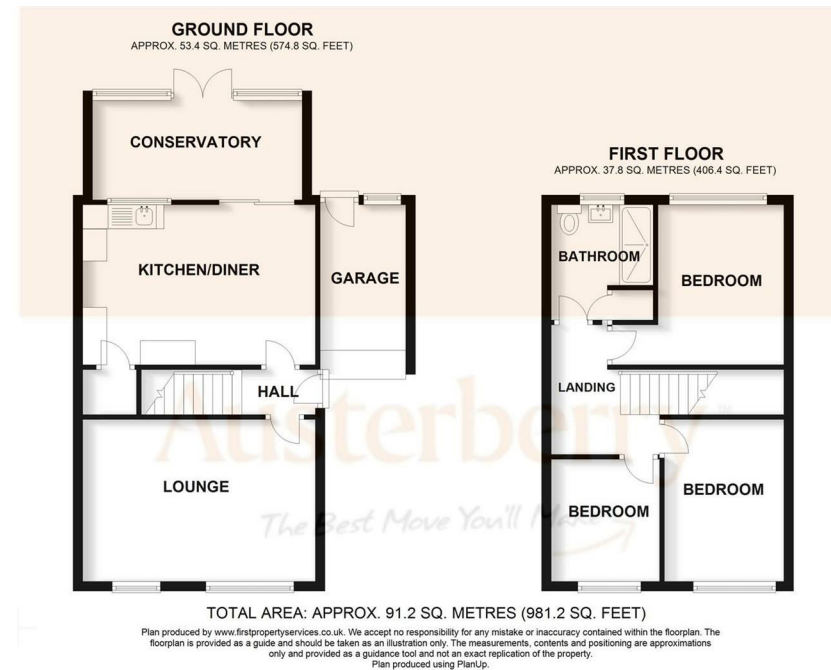 GROUND FLOOR
APPROX. 53.4 SQ. METRES (574.8 SQ. FEET)
CONSERVATORY
KITCHEN/DINER
GARAGE
HALL
LOUNGE
FIRST FLOOR
APPROX. 37.8 SQ. METRES (406.4 SQ. FEET)
BATHROOM
BEDROOM
LANDING
BEDROOM
BEDROOM
Austerberry
The Best Move You'll Make
TOTAL AREA: APPROX. 91.2 SQ. METRES (981.2 SQ. FEET)
Plan produced by www.firstpropertyservices.co.uk. We accept no responsibility for any mistake or inaccuracy contained within the floorplan. The
floorplan is provided as a guide and should be taken as an illustration only. The measurements, contents and positioning are approximations
only and provided as a guidance tool and not an exact replication of the property.
Plan produced using PlanUp.